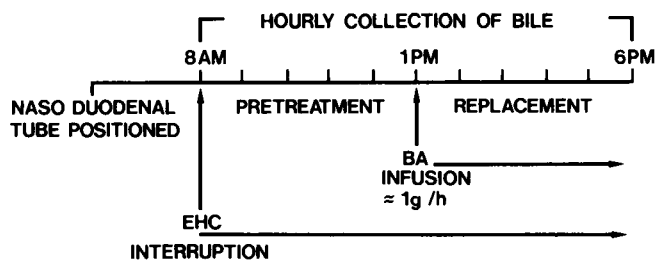 HOURLY COLLECTION OF BILE
8AM 1PM 6PM
NASO DUODENAL PRETREATMENT REPLACEMENT
TUBE POSITIONED
BA
INFUSION
≈ 1g /h
EHC
INTERRUPTION